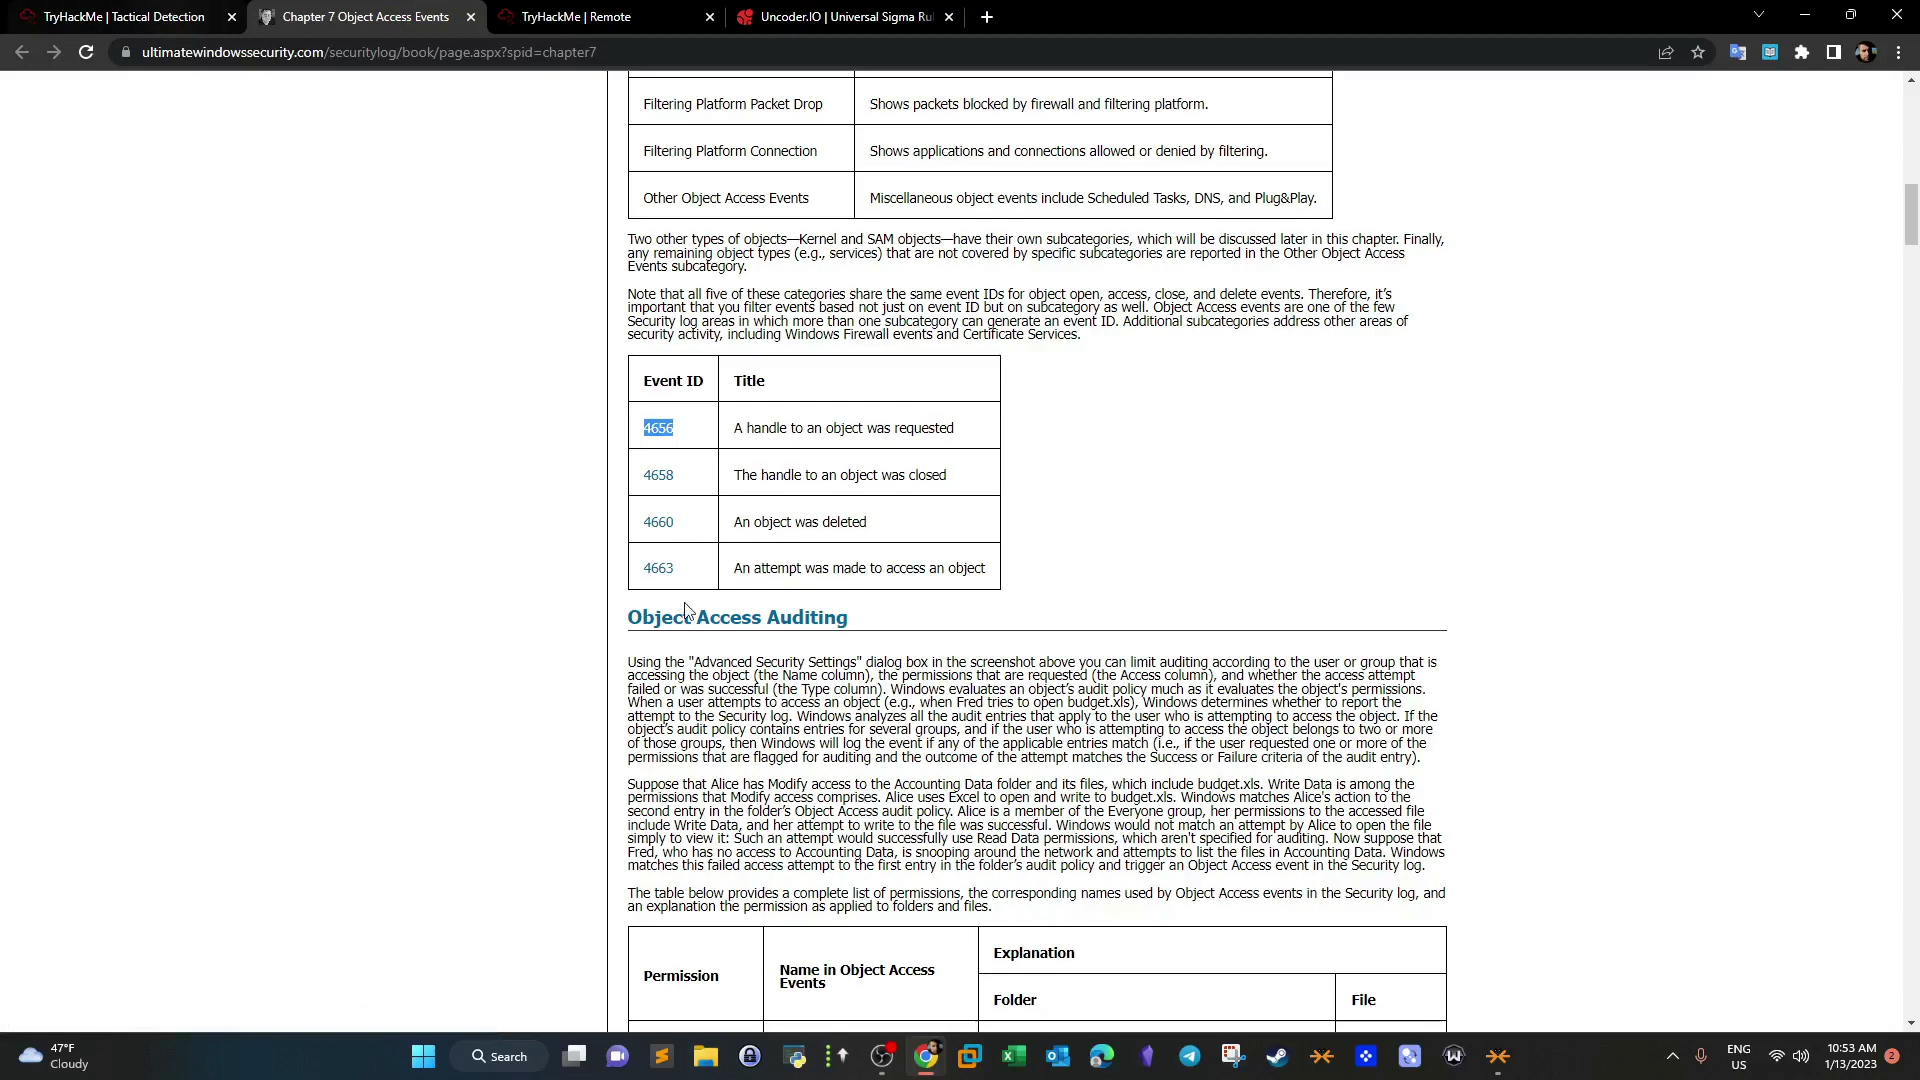 TryHackMe | Tactical Detection
Chapter 7 Object Access Events
TryHackMe | Remote
Uncoder.IO | Universal Sigma Rul
ultimatewindowssecurity.com/securitylog/book/page.aspx?spid=chapter7
Filtering Platform Packet Drop
Shows packets blocked by firewall and filtering platform.
Filtering Platform Connection
Shows applications and connections allowed or denied by filtering.
Other Object Access Events
Miscellaneous object events include Scheduled Tasks, DNS, and Plug&Play.
Two other types of objects—Kernel and SAM objects—have their own subcategories, which will be discussed later in this chapter. Finally,
any remaining object types (e.g., services) that are not covered by specific subcategories are reported in the Other Object Access
Events subcategory.
Note that all five of these categories share the same event IDs for object open, access, close, and delete events. Therefore, it's
important that you filter events based not just on event ID but on subcategory as well. Object Access events are one of the few
Security log areas in which more than one subcategory can generate an event ID. Additional subcategories address other areas of
security activity, including Windows Firewall events and Certificate Services.
Event ID
Title
4656
A handle to an object was requested
4658
The handle to an object was closed
4660
An object was deleted
4663
An attempt was made to access an object
Object Access Auditing
Using the "Advanced Security Settings" dialog box in the screenshot above you can limit auditing according to the user or group that is
accessing the object (the Name column), the permissions that are requested (the Access column), and whether the access attempt
failed or was successful (the Type column). Windows evaluates an object's audit policy much as it evaluates the object's permissions.
When a user attempts to access an object (e.g., when Fred tries to open budget.xls), Windows determines whether to report the
attempt to the Security log. Windows analyzes all the audit entries that apply to the user who is attempting to access the object. If the
object's audit policy contains entries for several groups, and if the user who is attempting to access the object belongs to two or more
of those groups, then Windows will log the event if any of the applicable entries match (i.e., if the user requested one or more of the
permissions that are flagged for auditing and the outcome of the attempt matches the Success or Failure criteria of the audit entry).
Suppose that Alice has Modify access to the Accounting Data folder and its files, which include budget.xls. Write Data is among the
permissions that Modify access comprises. Alice uses Excel to open and write to budget.xls. Windows matches Alice's action to the
second entry in the folder's Object Access audit policy. Alice is a member of the Everyone group, her permissions to the accessed file
include Write Data, and her attempt to write to the file was successful. Windows would not match an attempt by Alice to open the file
simply to view it: Such an attempt would successfully use Read Data permissions, which aren't specified for auditing. Now suppose that
Fred, who has no access to Accounting Data, is snooping around the network and attempts to list the files in Accounting Data. Windows
matches this failed access attempt to the first entry in the folder's audit policy and trigger an Object Access event in the Security log.
The table below provides a complete list of permissions, the corresponding names used by Object Access events in the Security log, and
an explanation the permission as applied to folders and files.
Permission
Name in Object Access
Events
Explanation
Folder
File
47°F
Cloudy
Search
ENG
US
10:53 AM
1/13/2023
2